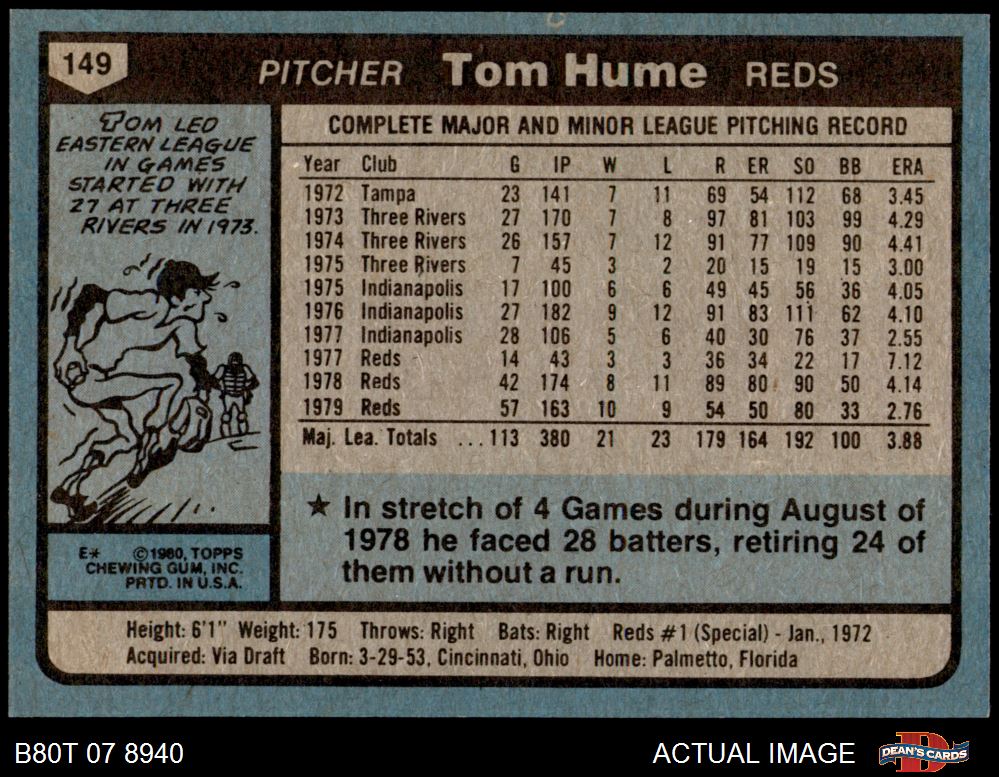 149
PITCHER Tom Hume REDS
TOM LED
EASTERN LEAGUE
IN GAMES
STARTED WITH
27 AT THREE
RIVERS IN 1973.
E* ©1980, TOPPS
CHEWING GUM, INC.
PRTD. IN U.S.A.
COMPLETE MAJOR AND MINOR LEAGUE PITCHING RECORD
Year Club G IP W L R ER SO BB ERA
1972 Tampa 23 141 7 11 69 54 112 68 3.45
1973 Three Rivers 27 170 7 8 97 81 103 99 4.29
1974 Three Rivers 26 157 7 12 91 77 109 90 4.41
1975 Three Rivers 7 45 3 2 20 15 19 15 3.00
1975 Indianapolis 17 100 6 6 49 45 56 36 4.05
1976 Indianapolis 27 182 9 12 91 83 111 62 4.10
1977 Indianapolis 28 106 5 6 40 30 76 37 2.55
1977 Reds 14 43 3 3 36 34 22 17 7.12
1978 Reds 42 174 8 11 89 80 90 50 4.14
1979 Reds 57 163 10 9 54 50 80 33 2.76
Maj. Lea. Totals ... 113 380 21 23 179 164 192 100 3.88
★ In stretch of 4 Games during August of
1978 he faced 28 batters, retiring 24 of
them without a run.
Height: 6'1" Weight: 175 Throws: Right Bats: Right Reds #1 (Special) - Jan., 1972
Acquired: Via Draft Born: 3-29-53, Cincinnati, Ohio Home: Palmetto, Florida
B80T 07 8940 ACTUAL IMAGE D DEAN'S CARDS